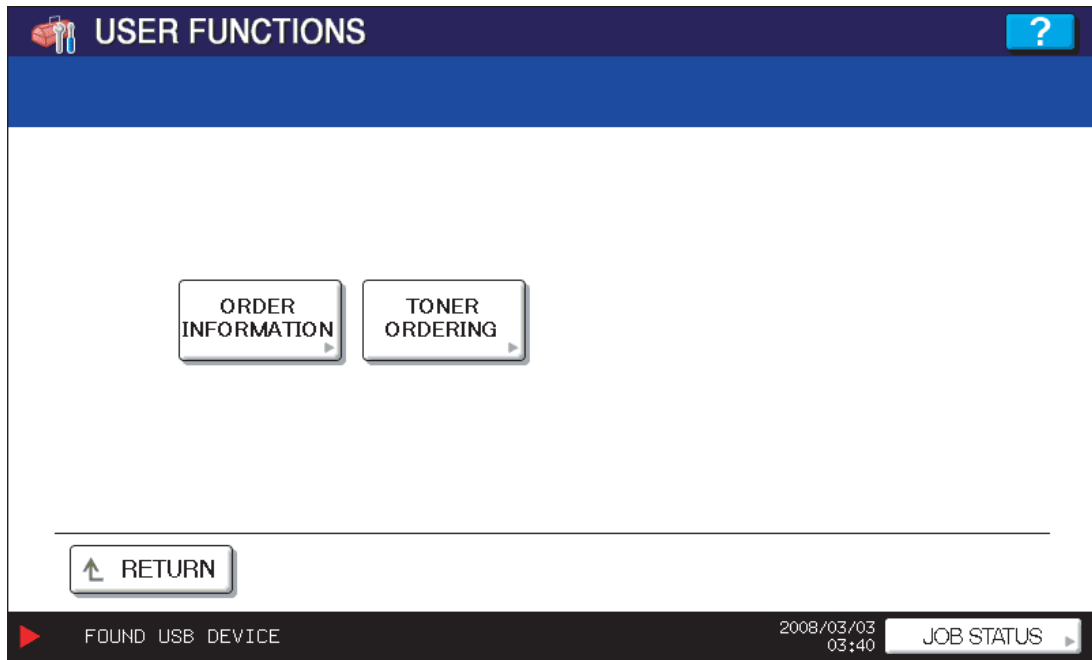 USER FUNCTIONS
?
ORDER
INFORMATION
TONER
ORDERING
RETURN
FOUND USB DEVICE
2008/03/03
03:40
JOB STATUS